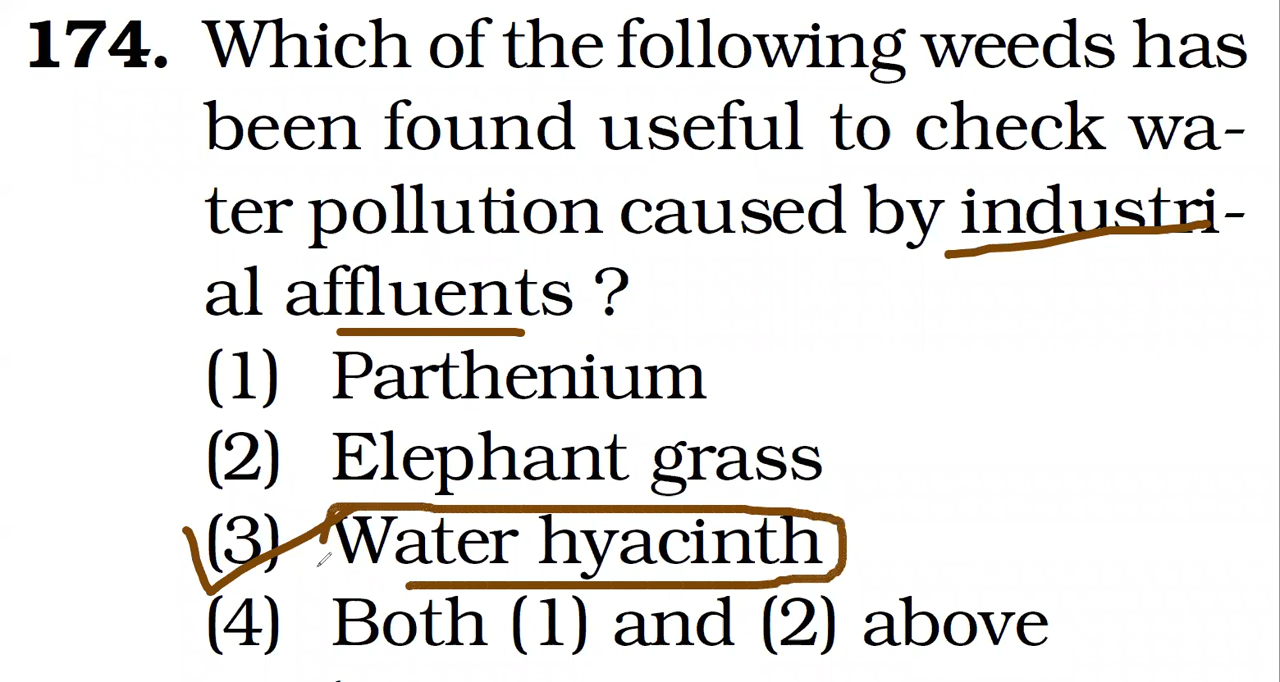 174. Which of the following weeds has
been found useful to check wa-
ter pollution caused by industri-
al affluents ?
(1) Parthenium
(2) Elephant grass
(3) Water hyacinth
(4) Both (1) and (2) above